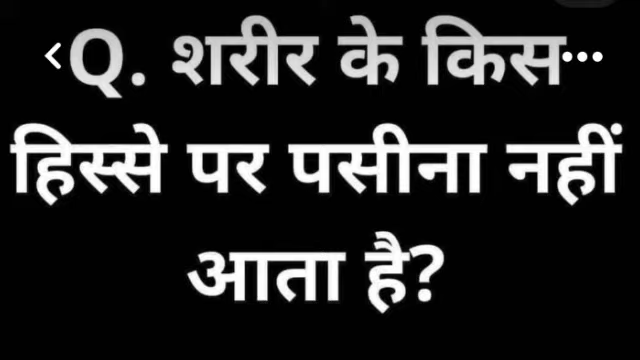 Q. शरीर के किस
हिस्से पर पसीना नहीं
आता है?